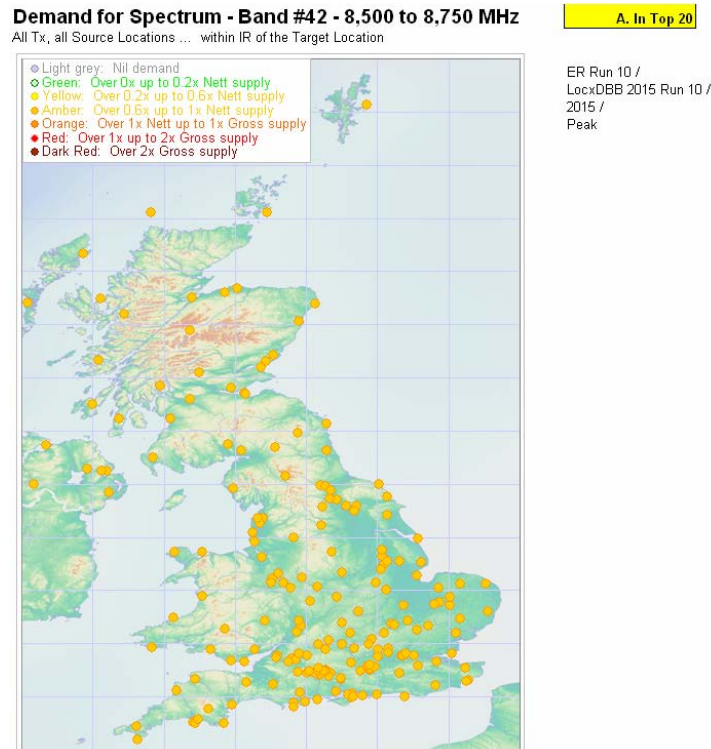 Demand for Spectrum - Band #42 - 8,500 to 8,750 MHz
All Tx, all Source Locations ... within IR of the Target Location
A. In Top 20
Light grey: Nil demand
Green: Over 0x up to 0.2x Nett supply
Yellow: Over 0.2x up to 0.6x Nett supply
Amber: Over 0.6x up to 1x Nett supply
Orange: Over 1x Nett up to 1x Gross supply
Red: Over 1x up to 2x Gross supply
Dark Red: Over 2x Gross supply
ER Run 10 /
LocxDBB 2015 Run 10 /
2015 /
Peak